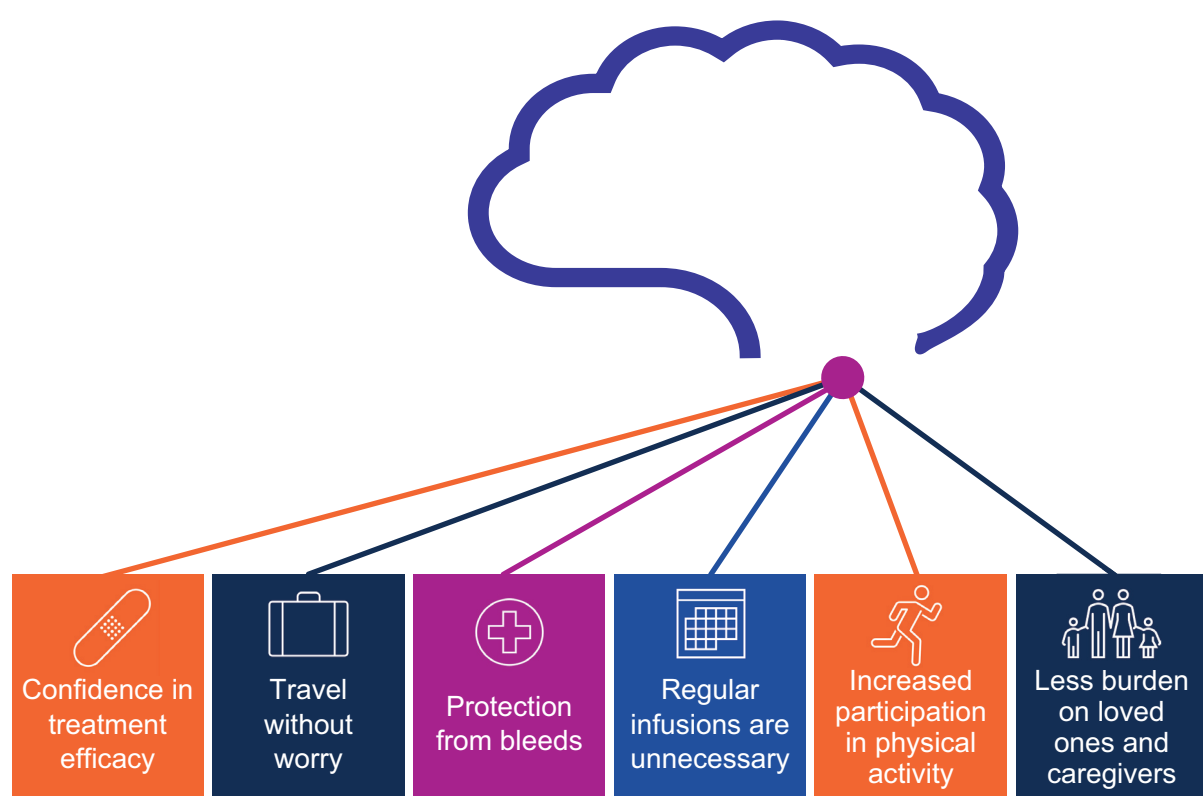 Confidence in
treatment
efficacy
Travel
without
worry
Protection
from bleeds
Regular
infusions are
unnecessary
Increased
participation
in physical
activity
Less burden
on loved
ones and
caregivers